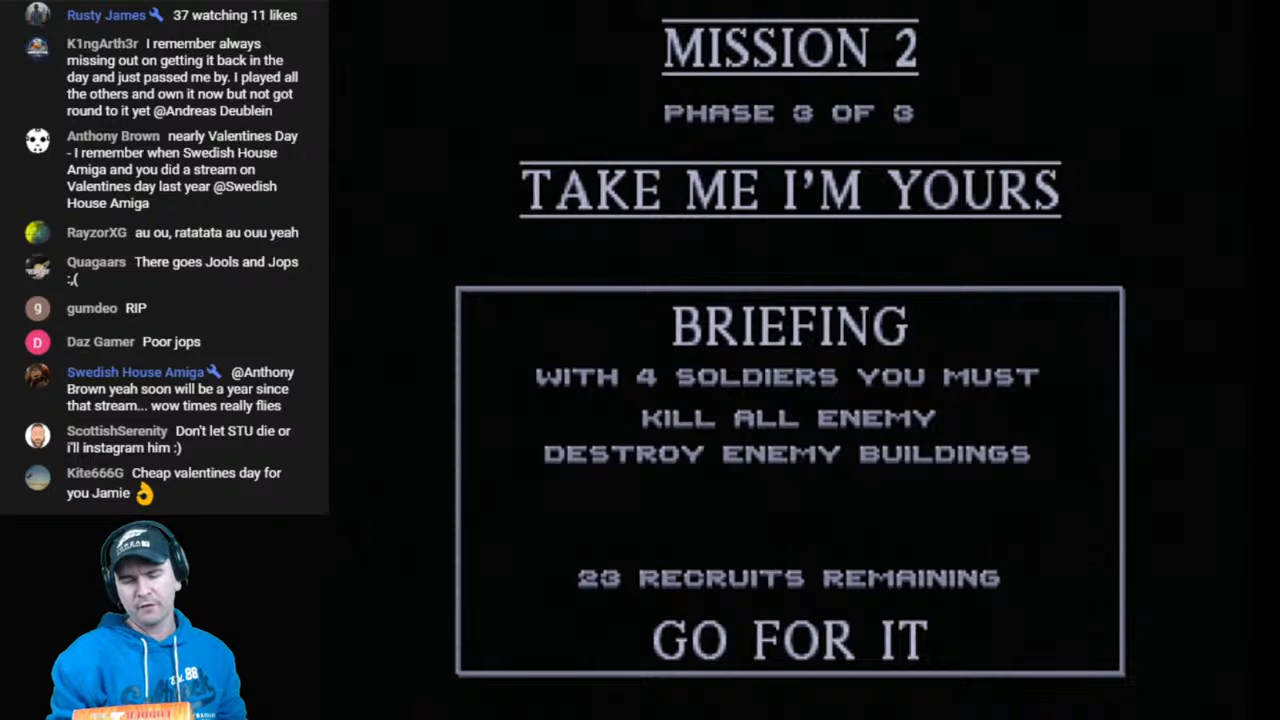 Rusty James 37 watching 11 likes
K1ngArth3r I remember always
missing out on getting it back in the
day and just passed me by. I played all
the others and own it now but not got
round to it yet @Andreas Deublein
Anthony Brown nearly Valentines Day
- I remember when Swedish House
Amiga and you did a stream on
Valentines day last year @Swedish
House Amiga
RayzorXG au ou, ratatata au ouu yeah
Quagaars There goes Jools and Jops
:,(
g
gumdeo RIP
D
Daz Gamer Poor jops
Swedish House Amiga @Anthony
Brown yeah soon will be a year since
that stream... wow times really flies
ScottishSerenity Don't let STU die or
i'll instagram him :)
Kite666G Cheap valentines day for
you Jamie 👌
MISSION 2
PHASE 3 OF 3
TAKE ME I'M YOURS
BRIEFING
WITH 4 SOLDIERS YOU MUST
KILL ALL ENEMY
DESTROY ENEMY BUILDINGS
23 RECRUITS REMAINING
GO FOR IT
88